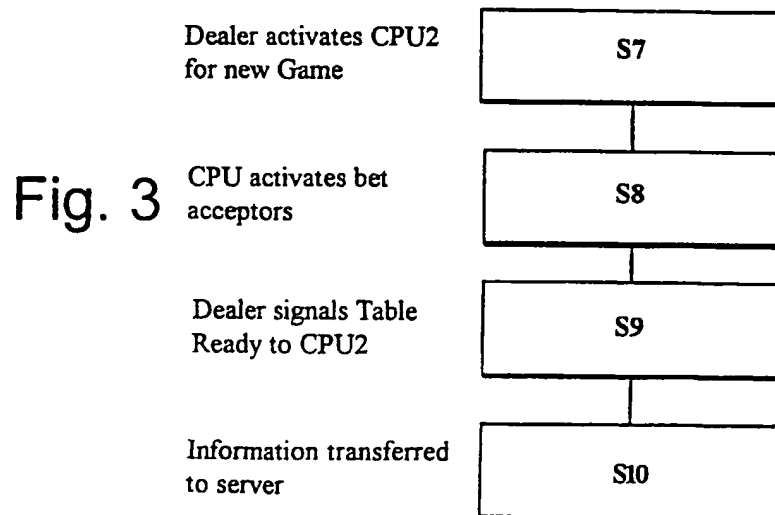 Dealer activates CPU2
for new Game
S7
Fig. 3
CPU activates bet
acceptors
S8
Dealer signals Table
Ready to CPU2
S9
Information transferred
to server
S10